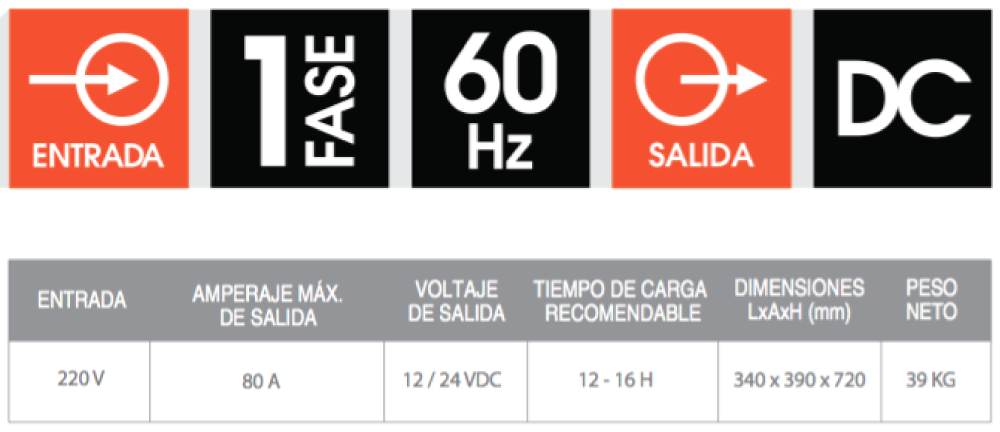 ENTRADA
1 FASE
60
Hz
SALIDA
DC
ENTRADA
AMPERAJE MÁX.
DE SALIDA
VOLTAJE
DE SALIDA
TIEMPO DE CARGA
RECOMENDABLE
DIMENSIONES
LxAxH (mm)
PESO
NETO
220 V
80 A
12 / 24 VDC
12 - 16 H
340 x 390 x 720
39 KG